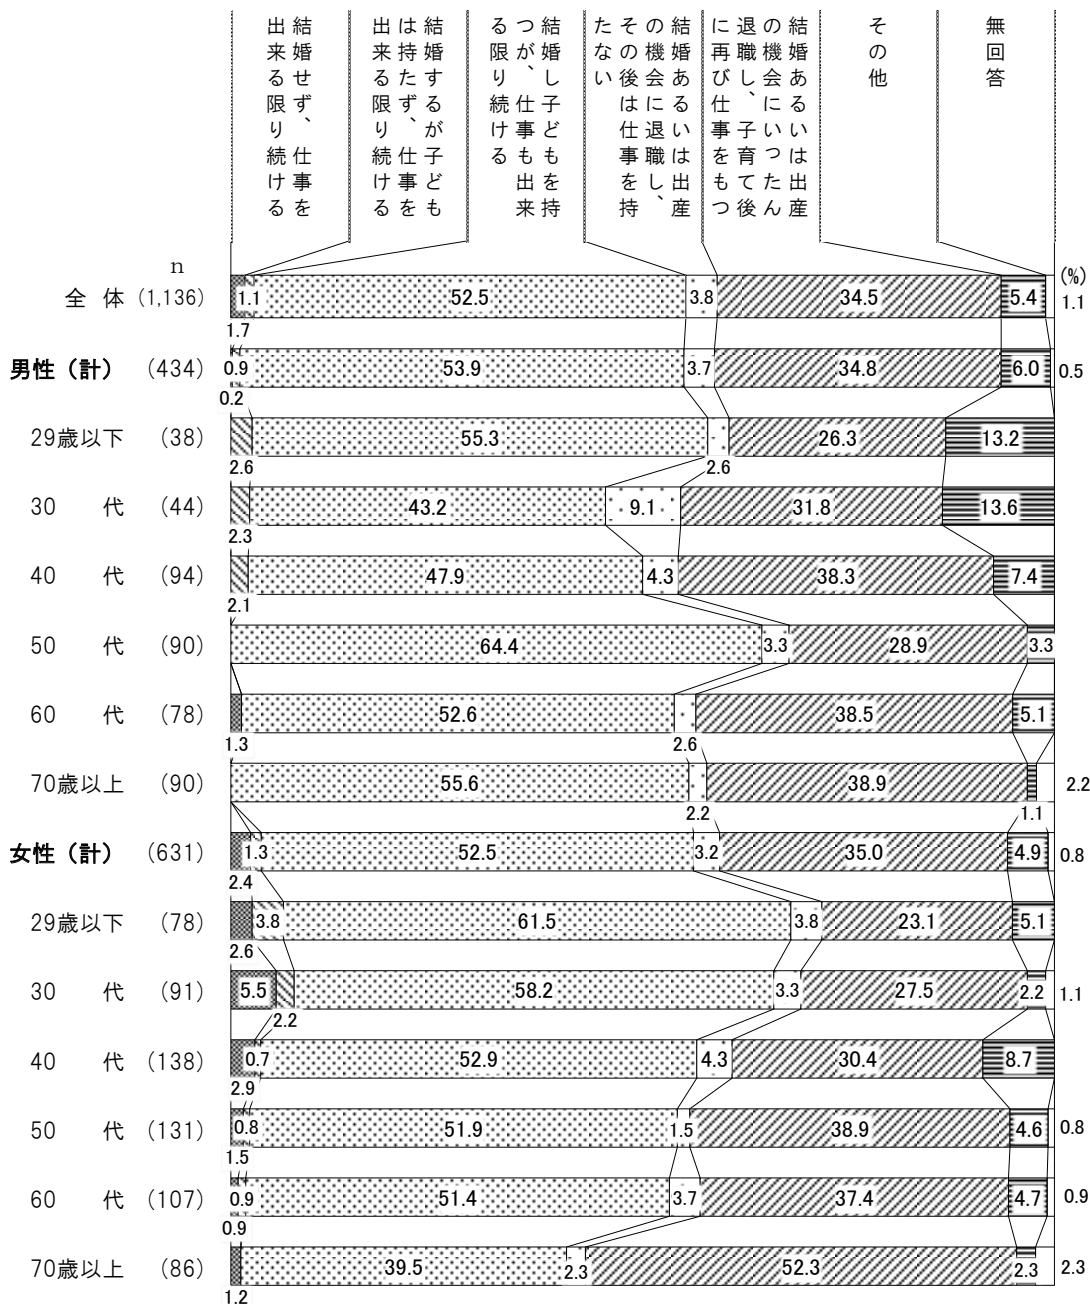 結婚せず、仕事を
出来る限り続ける
結婚するが子ども
は持たず、仕事を
出来る限り続ける
結婚し子どもを持
つが、仕事も出来
る限り続ける
結婚あるいは出産
の機会に退職し、
その後は仕事を持
たない
結婚あるいは出産
の機会にいったん
退職し、子育て後
に再び仕事をもつ
その他
無回答
n
(%)
全 体 (1,136) 1.1 52.5 3.8 34.5 5.4 1.1
1.7
男性（計） (434) 0.9 53.9 3.7 34.8 6.0 0.5
0.2
29歳以下 (38) 55.3 26.3 13.2
2.6 2.6
30 代 (44) 43.2 9.1 31.8 13.6
2.3
40 代 (94) 47.9 4.3 38.3 7.4
2.1
50 代 (90) 64.4 3.3 28.9 3.3
60 代 (78) 52.6 38.5 5.1
1.3 2.6
70歳以上 (90) 55.6 38.9 2.2
2.2 1.1
女性（計） (631) 1.3 52.5 3.2 35.0 4.9 0.8
2.4
29歳以下 (78) 3.8 61.5 3.8 23.1 5.1
2.6
30 代 (91) 5.5 58.2 3.3 27.5 2.2 1.1
2.2
40 代 (138) 0.7 52.9 4.3 30.4 8.7
2.9
50 代 (131) 0.8 51.9 1.5 38.9 4.6 0.8
1.5
60 代 (107) 0.9 51.4 3.7 37.4 4.7 0.9
0.9
70歳以上 (86) 39.5 2.3 52.3 2.3 2.3
1.2